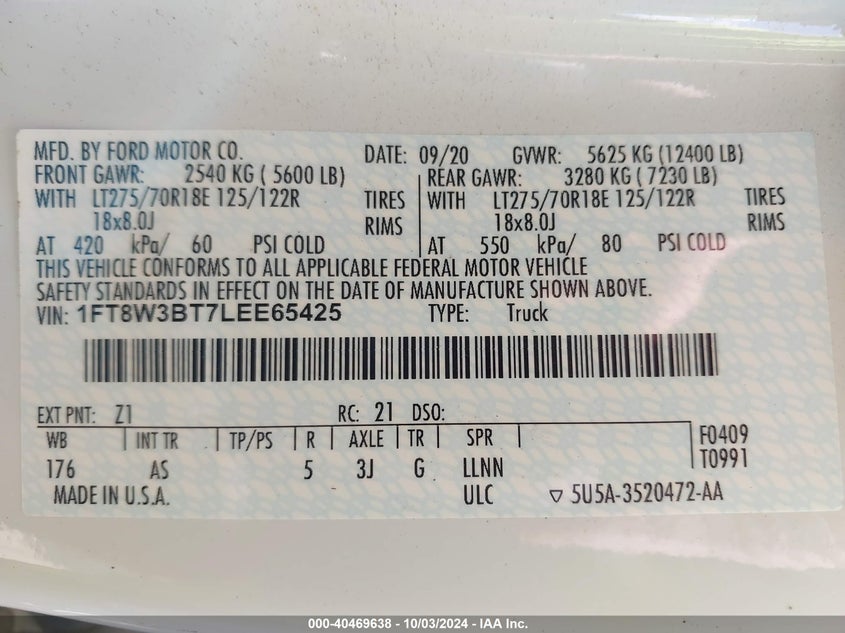 MFD. BY FORD MOTOR CO. DATE: 09/20 GVWR: 5625 KG (12400 LB)
FRONT GAWR: 2540 KG ( 5600 LB) REAR GAWR: 3280 KG ( 7230 LB)
WITH LT275/70R18E 125/122R TIRES WITH LT275/70R18E 125/122R TIRES
18x8.0J RIMS 18x8.0J RIMS
AT 420 kPa/ 60 PSI COLD AT 550 kPa/ 80 PSI COLD
THIS VEHICLE CONFORMS TO ALL APPLICABLE FEDERAL MOTOR VEHICLE
SAFETY STANDARDS IN EFFECT ON THE DATE OF MANUFACTURE SHOWN ABOVE.
VIN: 1FT8W3BT7LEE65425 TYPE: Truck
EXT PNT: Z1 RC: 21 DSO:
WB INT TR TP/PS R AXLE TR SPR F0409
176 AS 5 3J G LLNN T0991
MADE IN U.S.A. ULC ▽ 5U5A-3520472-AA
000-40469638 - 10/03/2024 - IAA Inc.